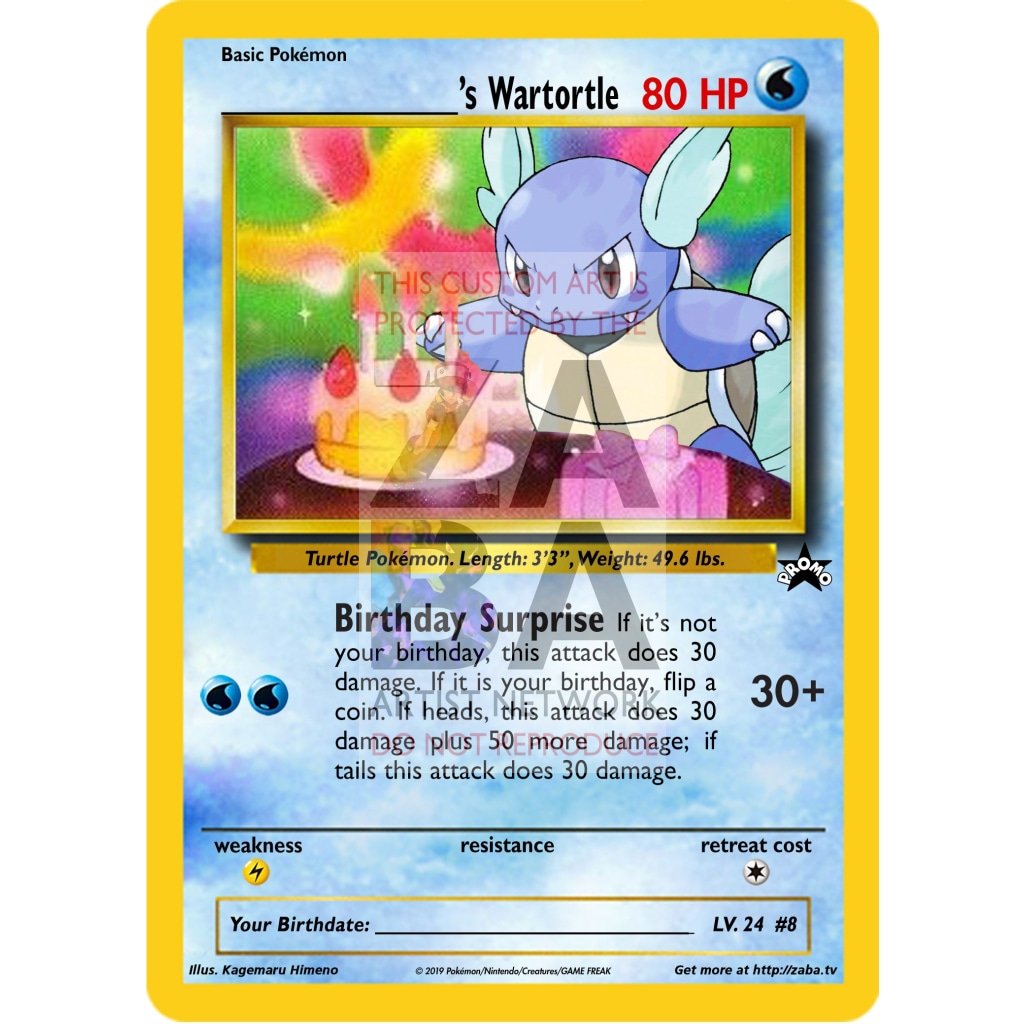 Basic Pokémon
____________'s Wartortle 80 HP
THIS CUSTOM ART IS
PROTECTED BY THE
ZA
BA
ARTIST NETWORK
DO NOT REPRODUCE
Turtle Pokémon. Length: 3'3", Weight: 49.6 lbs.
PROMO
Birthday Surprise If it's not
your birthday, this attack does 30
damage. If it is your birthday, flip a
coin. If heads, this attack does 30
damage plus 50 more damage; if
tails this attack does 30 damage.
30+
weakness resistance retreat cost
Your Birthdate: ____________ LV. 24 #8
Illus. Kagemaru Himeno © 2019 Pokémon/Nintendo/Creatures/GAME FREAK Get more at http://zaba.tv